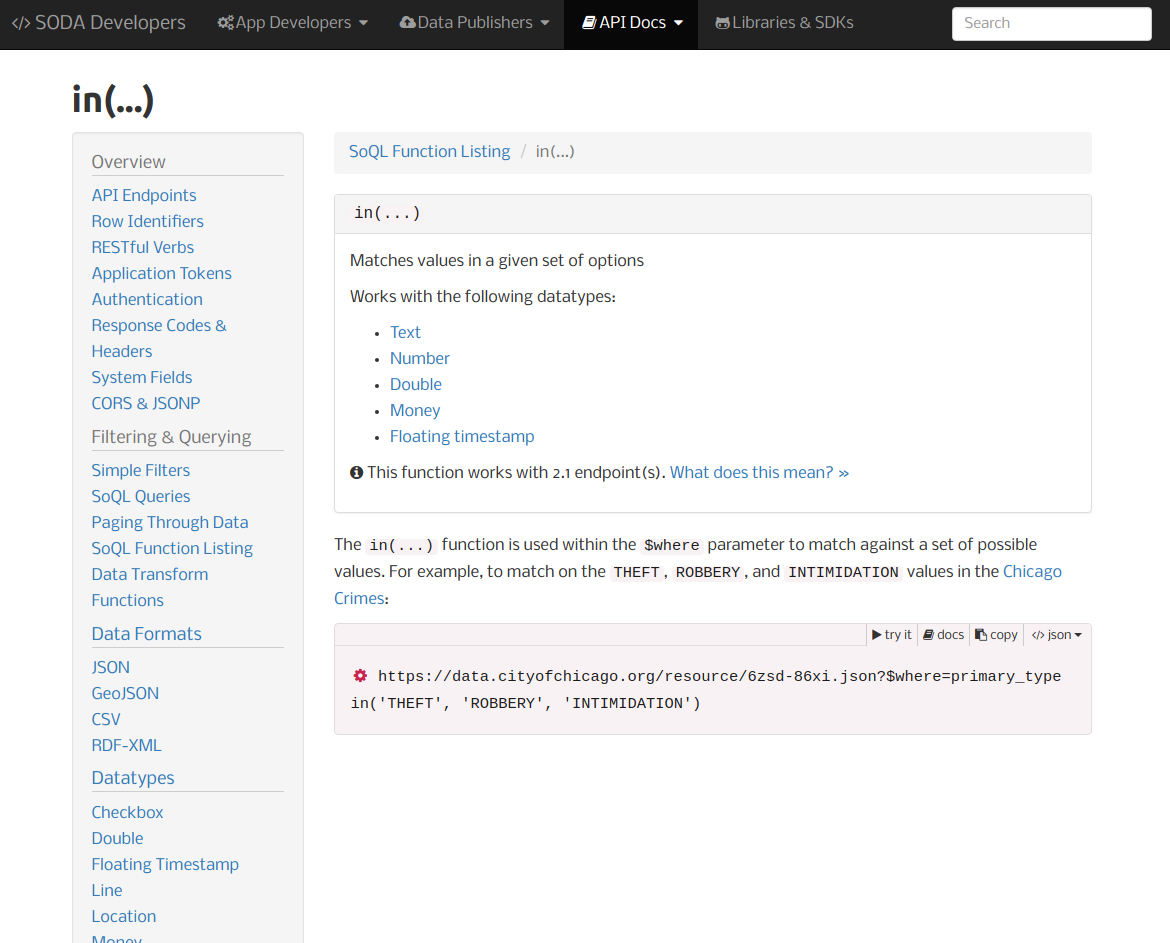 </> SODA Developers App Developers Data Publishers API Docs Libraries & SDKs Search
in(...)
Overview
API Endpoints
Row Identifiers
RESTful Verbs
Application Tokens
Authentication
Response Codes &
Headers
System Fields
CORS & JSONP
Filtering & Querying
Simple Filters
SoQL Queries
Paging Through Data
SoQL Function Listing
Data Transform
Functions
Data Formats
JSON
GeoJSON
CSV
RDF-XML
Datatypes
Checkbox
Double
Floating Timestamp
Line
Location
Money
SoQL Function Listing / in(...)
in(...)
Matches values in a given set of options
Works with the following datatypes:
• Text
• Number
• Double
• Money
• Floating timestamp
This function works with 2.1 endpoint(s). What does this mean? »
The in(...) function is used within the $where parameter to match against a set of possible
values. For example, to match on the THEFT, ROBBERY, and INTIMIDATION values in the Chicago
Crimes:
try it docs copy </> json
https://data.cityofchicago.org/resource/6zsd-86xi.json?$where=primary_type
in('THEFT', 'ROBBERY', 'INTIMIDATION')